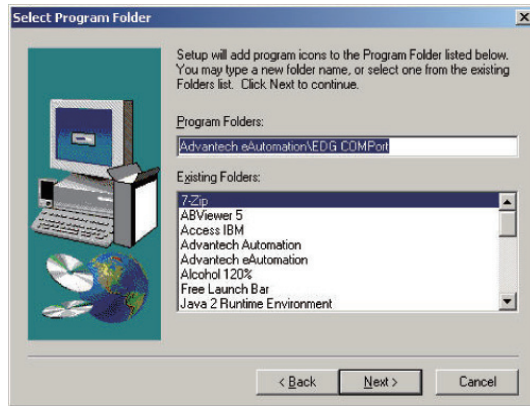 Select Program Folder
Setup will add program icons to the Program Folder listed below.
You may type a new folder name, or select one from the existing
Folders list. Click Next to continue.
Program Folders:
Advantech eAutomation\EDG COMPort
Existing Folders:
7-Zip
ABViewer 5
Access IBM
Advantech Automation
Advantech eAutomation
Alcohol 120%
Free Launch Bar
Java 2 Runtime Environment
< Back
Next >
Cancel